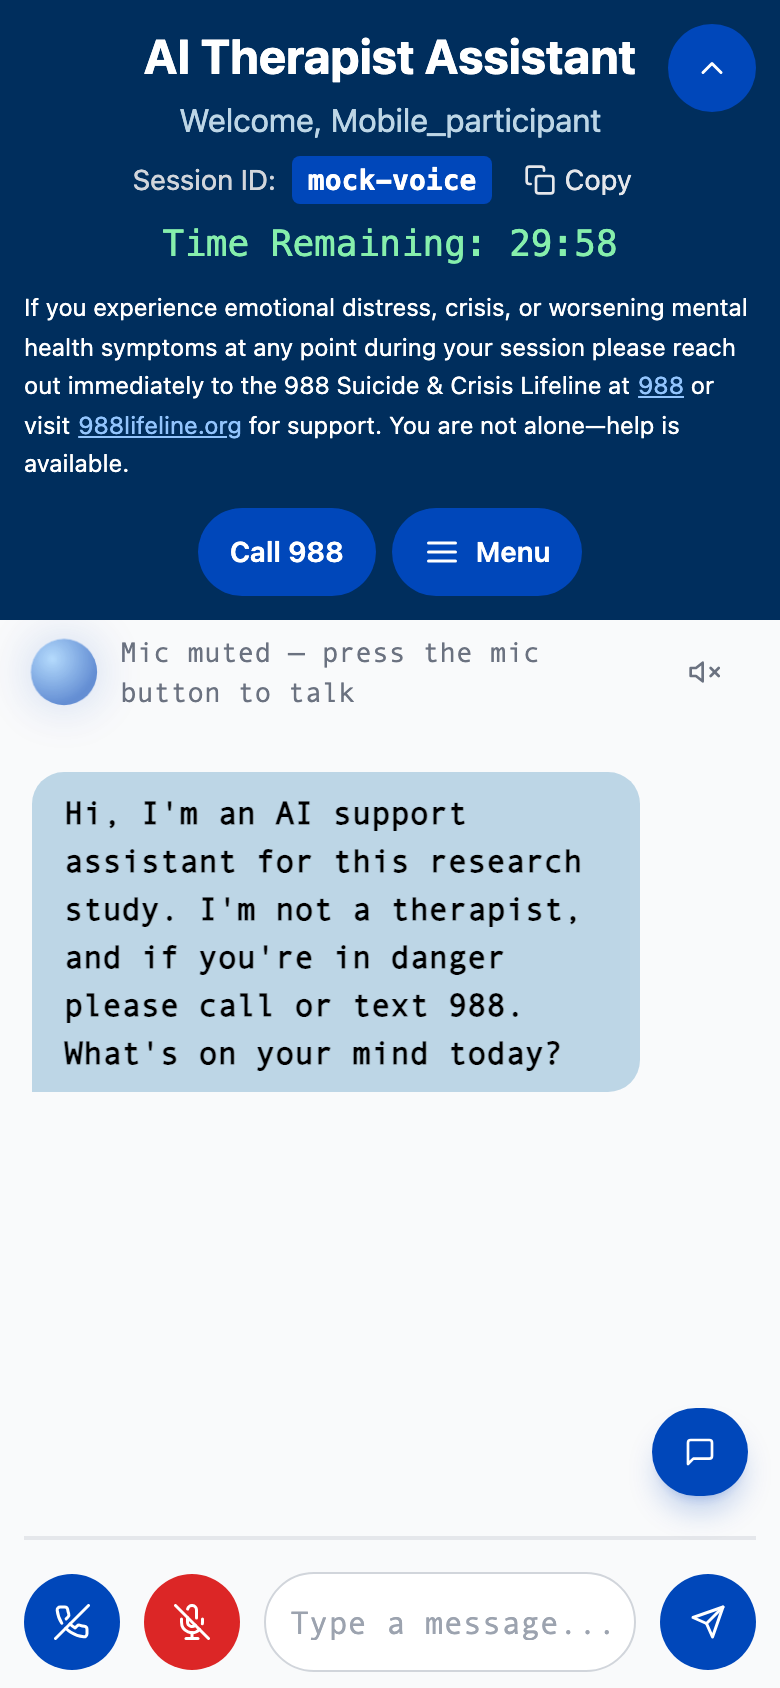 AI Therapist Assistant
Welcome, Mobile_participant
Session ID: mock-voice Copy
Time Remaining: 29:58
If you experience emotional distress, crisis, or worsening mental
health symptoms at any point during your session please reach
out immediately to the 988 Suicide & Crisis Lifeline at 988 or
visit 988lifeline.org for support. You are not alone—help is
available.
Call 988 Menu
Mic muted — press the mic
button to talk
Hi, I'm an AI support
assistant for this research
study. I'm not a therapist,
and if you're in danger
please call or text 988.
What's on your mind today?
Type a message...